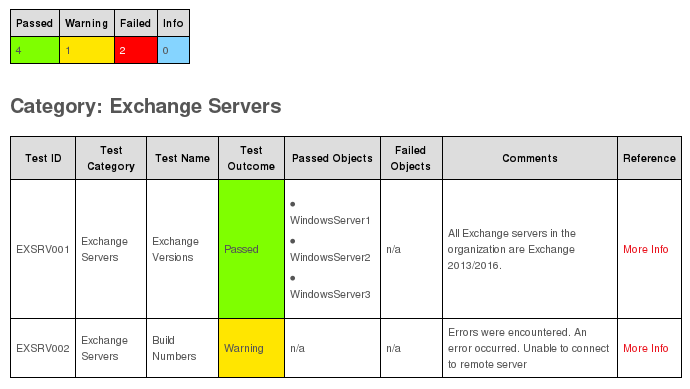 Passed Warning Failed Info
4 1 2 0
Category: Exchange Servers
Test ID Test Category Test Name Test Outcome Passed Objects Failed Objects Comments Reference
EXSRV001 Exchange Servers Exchange Versions Passed
• WindowsServer1
• WindowsServer2
• WindowsServer3
n/a
All Exchange servers in the
organization are Exchange
2013/2016.
More Info
EXSRV002 Exchange Servers Build Numbers Warning n/a n/a
Errors were encountered. An
error occurred. Unable to connect
to remote server
More Info